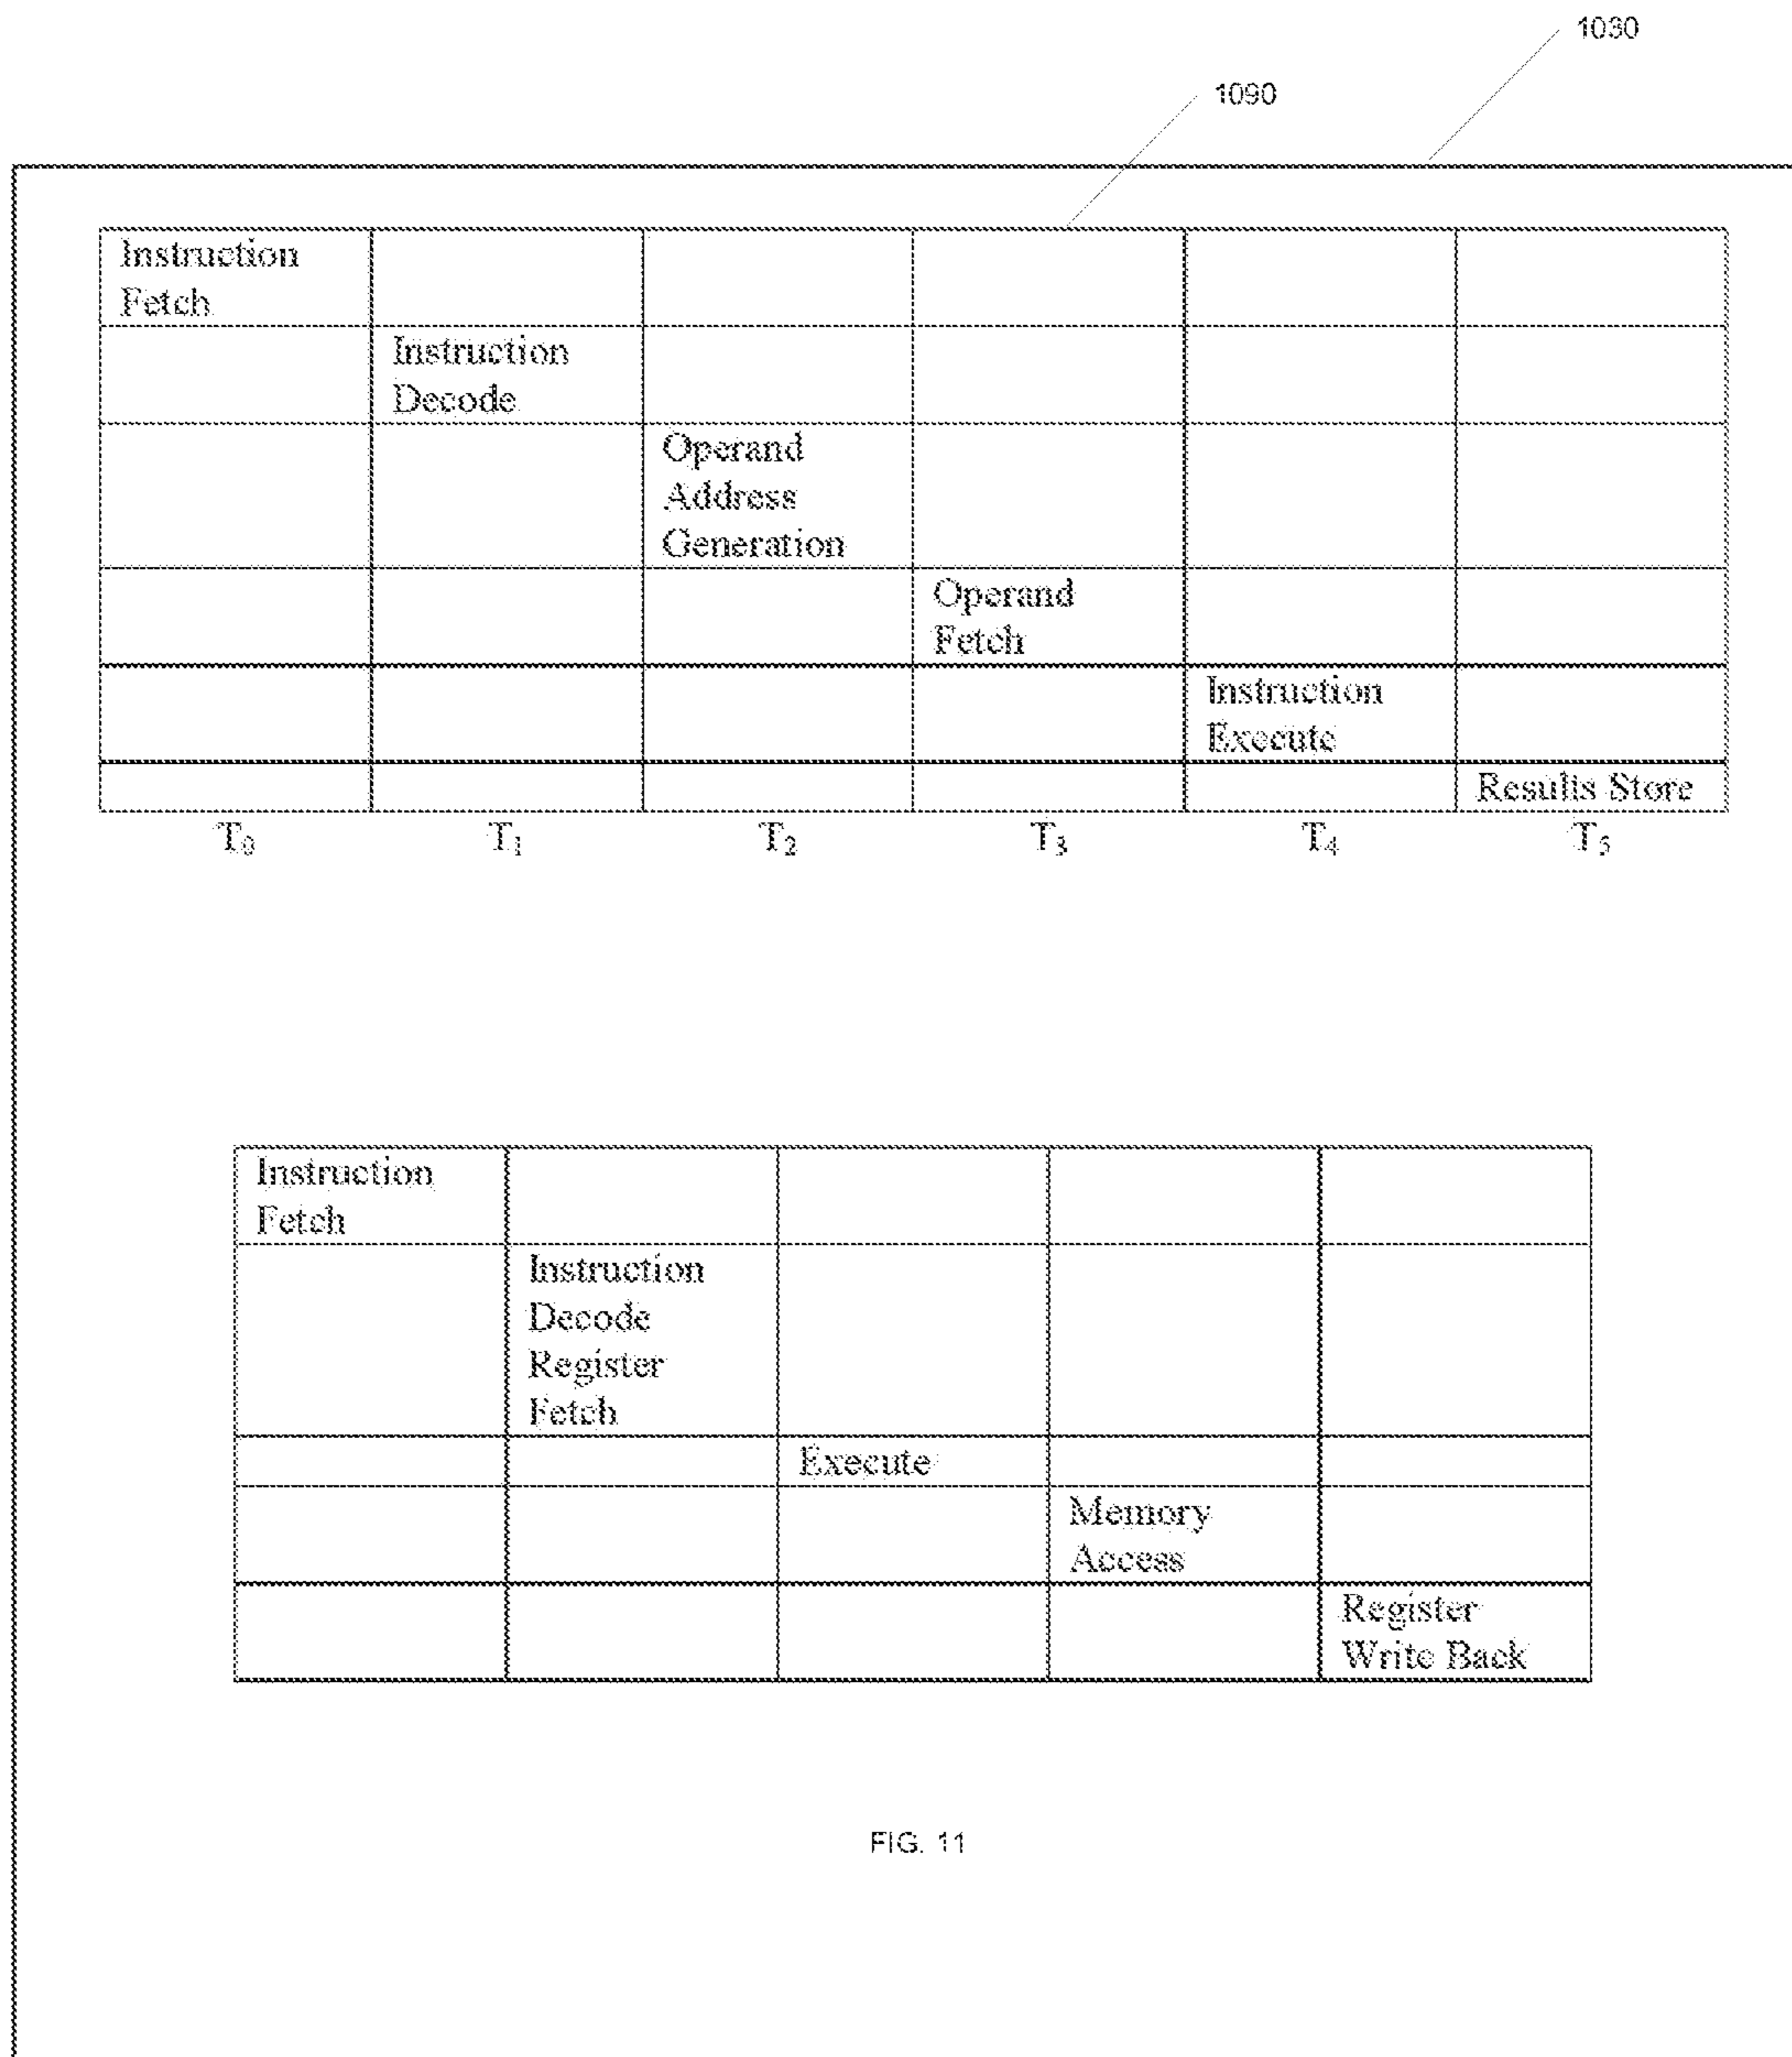 1030
1090
Instruction
Fetch
Instruction
Decode
Operand
Address
Generation
Operand
Fetch
Instruction
Execute
Results Store
T₀ T₁ T₂ T₃ T₄ T₅
Instruction
Fetch
Instruction
Decode
Register
Fetch
Execute
Memory
Access
Register
Write Back
FIG. 11